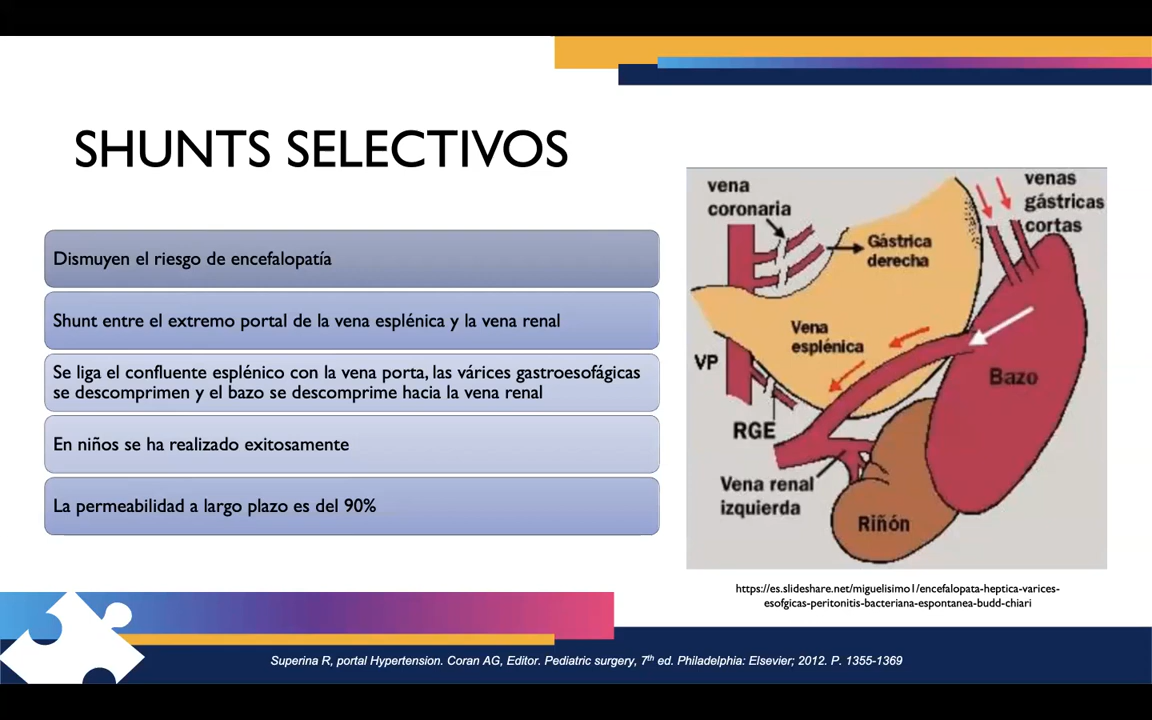 SHUNTS SELECTIVOS
Dismuyen el riesgo de encefalopatía
Shunt entre el extremo portal de la vena esplénica y la vena renal
Se liga el confluente esplénico con la vena porta, las várices gastroesofágicas
se descomprimen y el bazo se descomprime hacia la vena renal
En niños se ha realizado exitosamente
La permeabilidad a largo plazo es del 90%
vena
coronaria
venas
gástricas
cortas
Gástrica
derecha
Vena
esplénica
VP
Bazo
RGE
Vena renal
izquierda
Riñón
https://es.slideshare.net/miguelisimo1/encefalopata-heptica-varices-
esofgicas-peritonitis-bacteriana-espontanea-budd-chiari
Superina R, portal Hypertension. Coran AG, Editor. Pediatric surgery, 7th ed. Philadelphia: Elsevier; 2012. P. 1355-1369